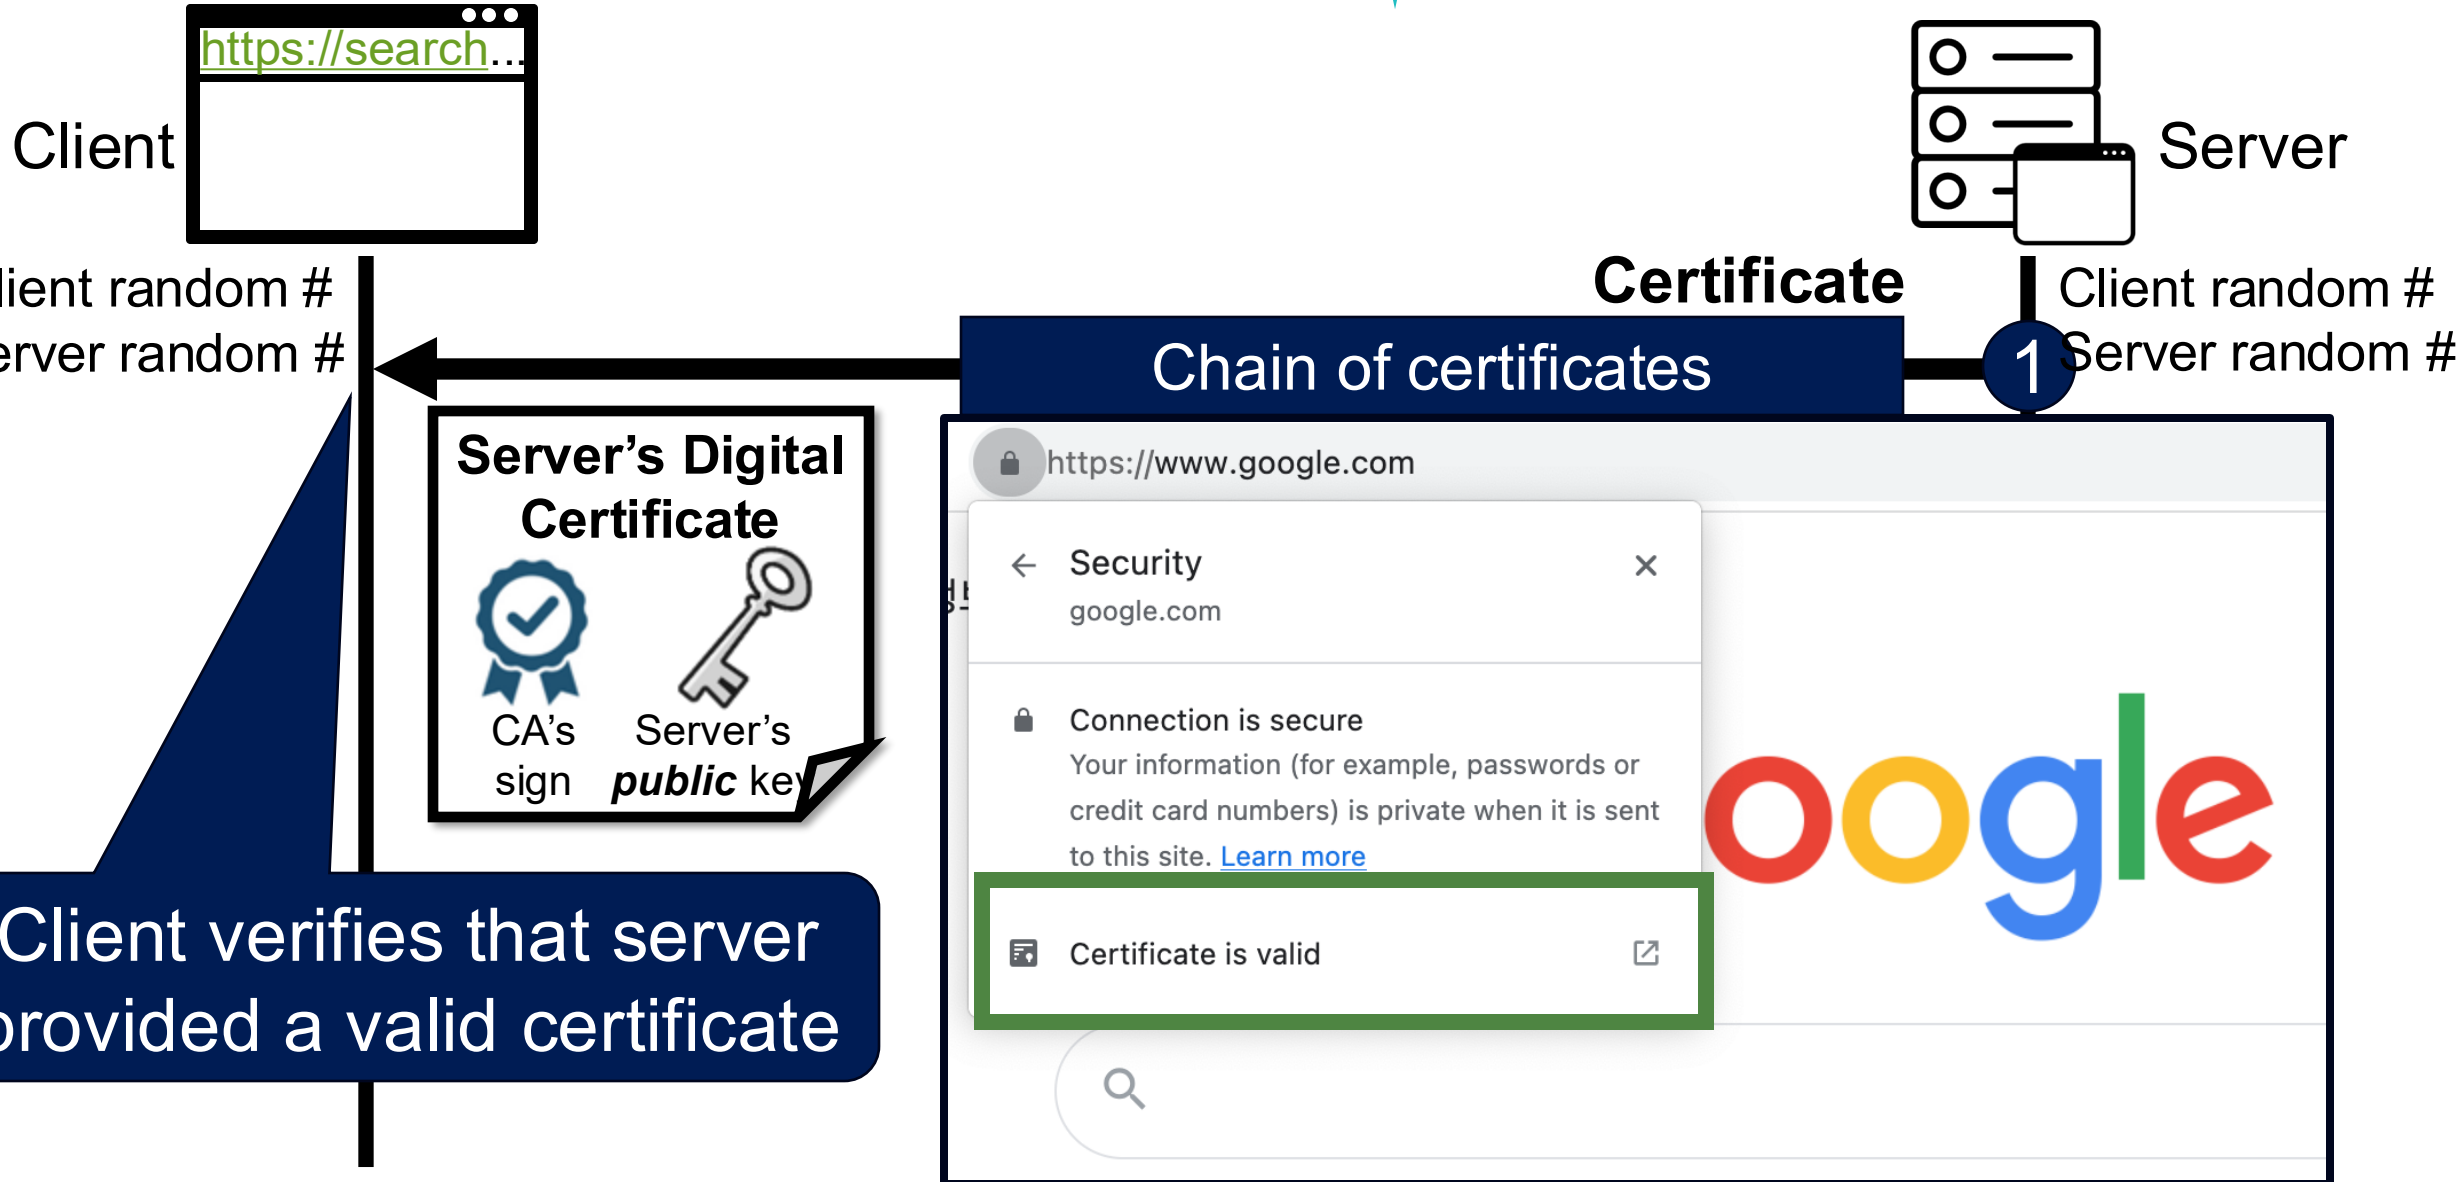 https://search...
Client
Server
lient random #
erver random #
Certificate
Client random #
Server random #
Chain of certificates
1
Server's Digital
Certificate
CA's
sign
Server's
public key
https://www.google.com
Security
google.com
Connection is secure
Your information (for example, passwords or
credit card numbers) is private when it is sent
to this site. Learn more
Certificate is valid
oogle
Client verifies that server
provided a valid certificate